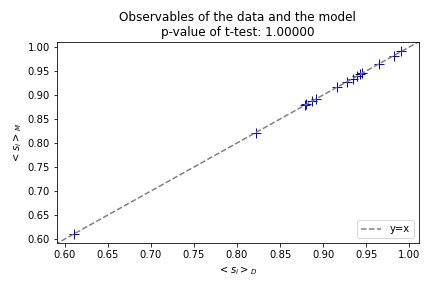 Observables of the data and the model
p-value of t-test: 1.00000
1.00
0.95
0.90
0.85
0.80
0.75
0.70
0.65
0.60
< s_i >_M
y=x
0.60 0.65 0.70 0.75 0.80 0.85 0.90 0.95 1.00
< s_i >_D